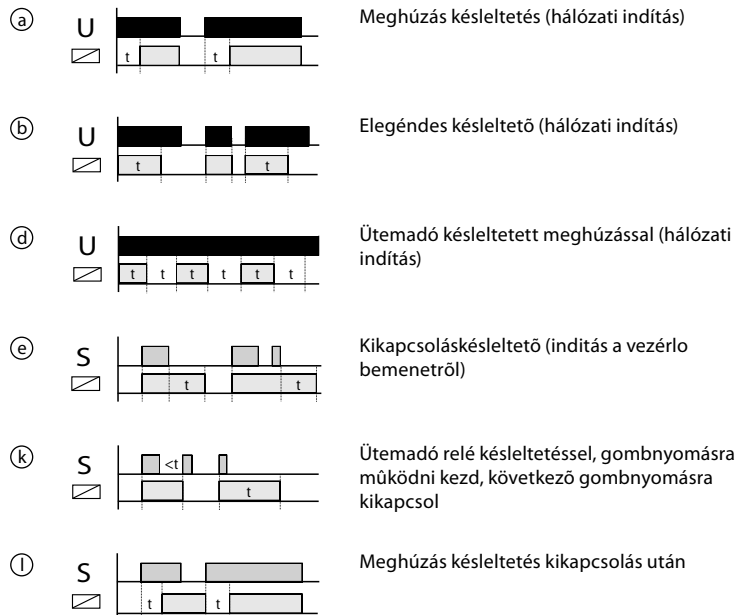 a
U
t
t
Meghúzás késleltetés (hálózati indítás)
b
U
t
t
Elegéndes késleltetõ (hálózati indítás)
d
U
t t t t t t
Ütemadó késleltetett meghúzással (hálózati
indítás)
e
S
t
t
Kikapcsoláskésleltetõ (inditás a vezérlo
bemenetrõl)
k
S
<t
t
Ütemadó relé késleltetéssel, gombnyomásra
mûködni kezd, következõ gombnyomásra
kikapcsol
l
S
t
t
Meghúzás késleltetés kikapcsolás után